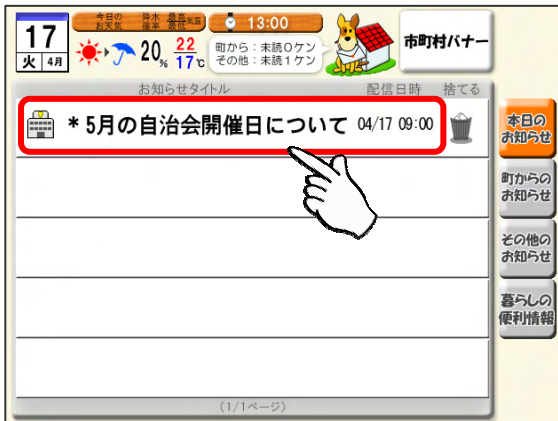 17
火 4月
今日の
お天気
降水
確率
最高
最低
気温
20%
22
17℃
13:00
町から：未読0ケン
その他：未読1ケン
市町村バナー
お知らせタイトル 配信日時 捨てる
＊5月の自治会開催日について 04/17 09:00
本日の
お知らせ
町からの
お知らせ
その他の
お知らせ
暮らしの
便利情報
(1/1ページ)